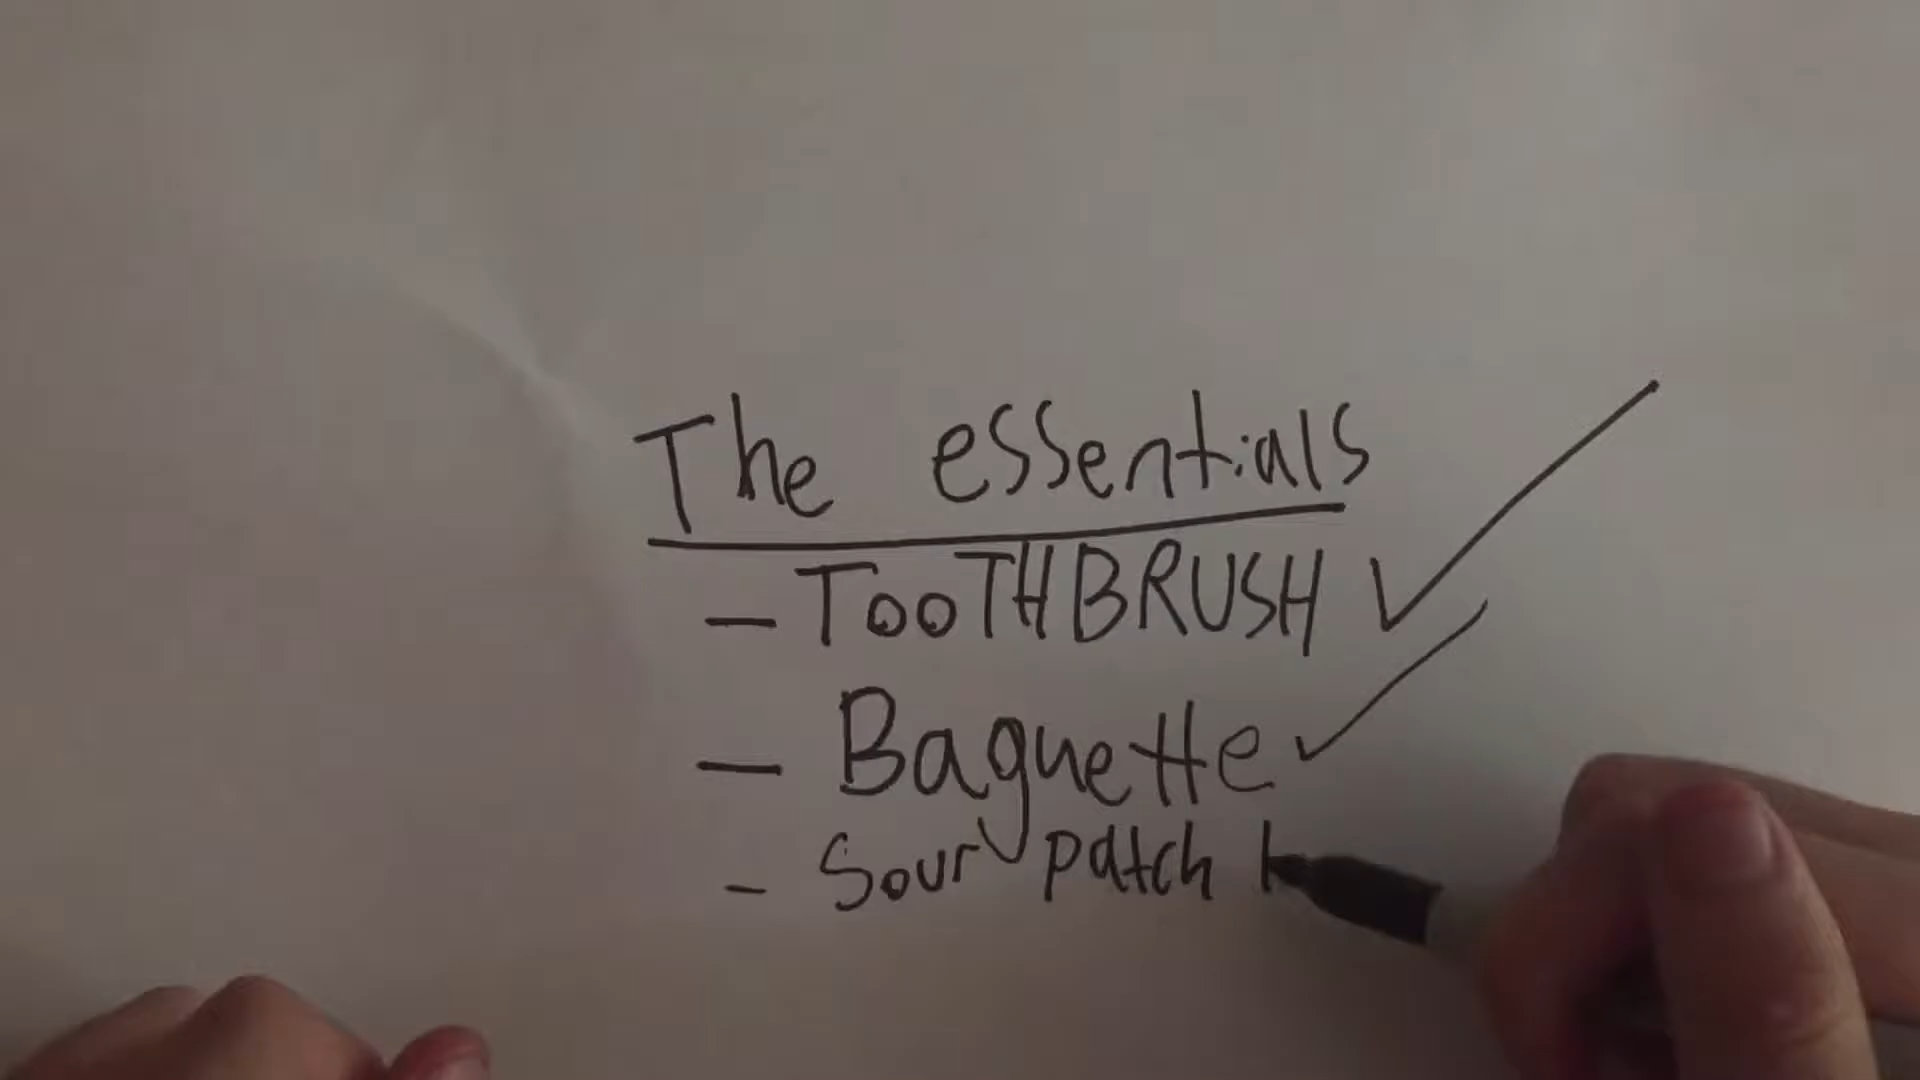 The essentials
- TooTHBRUSH ✓
- Baguette ✓
- Sour patch